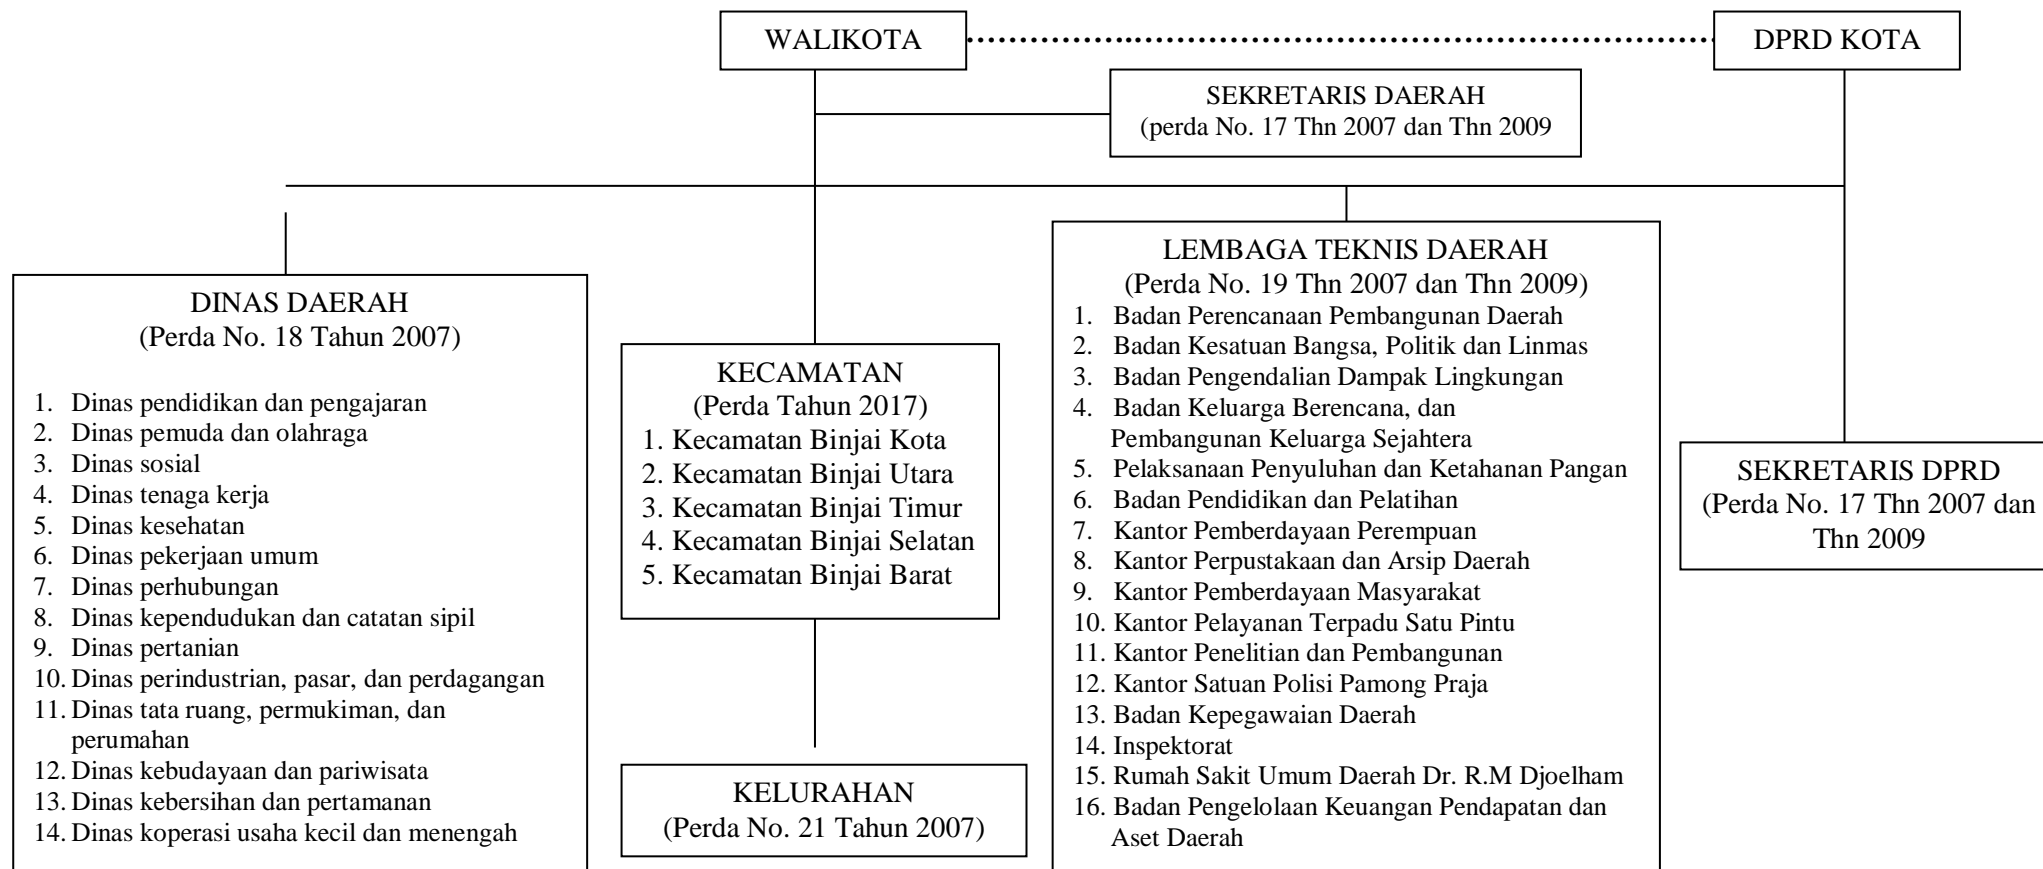 WALIKOTA
DPRD KOTA
SEKRETARIS DAERAH
(perda No. 17 Thn 2007 dan Thn 2009
DINAS DAERAH
(Perda No. 18 Tahun 2007)
1. Dinas pendidikan dan pengajaran
2. Dinas pemuda dan olahraga
3. Dinas sosial
4. Dinas tenaga kerja
5. Dinas kesehatan
6. Dinas pekerjaan umum
7. Dinas perhubungan
8. Dinas kependudukan dan catatan sipil
9. Dinas pertanian
10. Dinas perindustrian, pasar, dan perdagangan
11. Dinas tata ruang, permukiman, dan
perumahan
12. Dinas kebudayaan dan pariwisata
13. Dinas kebersihan dan pertamanan
14. Dinas koperasi usaha kecil dan menengah
KECAMATAN
(Perda Tahun 2017)
1. Kecamatan Binjai Kota
2. Kecamatan Binjai Utara
3. Kecamatan Binjai Timur
4. Kecamatan Binjai Selatan
5. Kecamatan Binjai Barat
KELURAHAN
(Perda No. 21 Tahun 2007)
LEMBAGA TEKNIS DAERAH
(Perda No. 19 Thn 2007 dan Thn 2009)
1. Badan Perencanaan Pembangunan Daerah
2. Badan Kesatuan Bangsa, Politik dan Linmas
3. Badan Pengendalian Dampak Lingkungan
4. Badan Keluarga Berencana, dan
Pembangunan Keluarga Sejahtera
5. Pelaksanaan Penyuluhan dan Ketahanan Pangan
6. Badan Pendidikan dan Pelatihan
7. Kantor Pemberdayaan Perempuan
8. Kantor Perpustakaan dan Arsip Daerah
9. Kantor Pemberdayaan Masyarakat
10. Kantor Pelayanan Terpadu Satu Pintu
11. Kantor Penelitian dan Pembangunan
12. Kantor Satuan Polisi Pamong Praja
13. Badan Kepegawaian Daerah
14. Inspektorat
15. Rumah Sakit Umum Daerah Dr. R.M Djoelham
16. Badan Pengelolaan Keuangan Pendapatan dan
Aset Daerah
SEKRETARIS DPRD
(Perda No. 17 Thn 2007 dan
Thn 2009